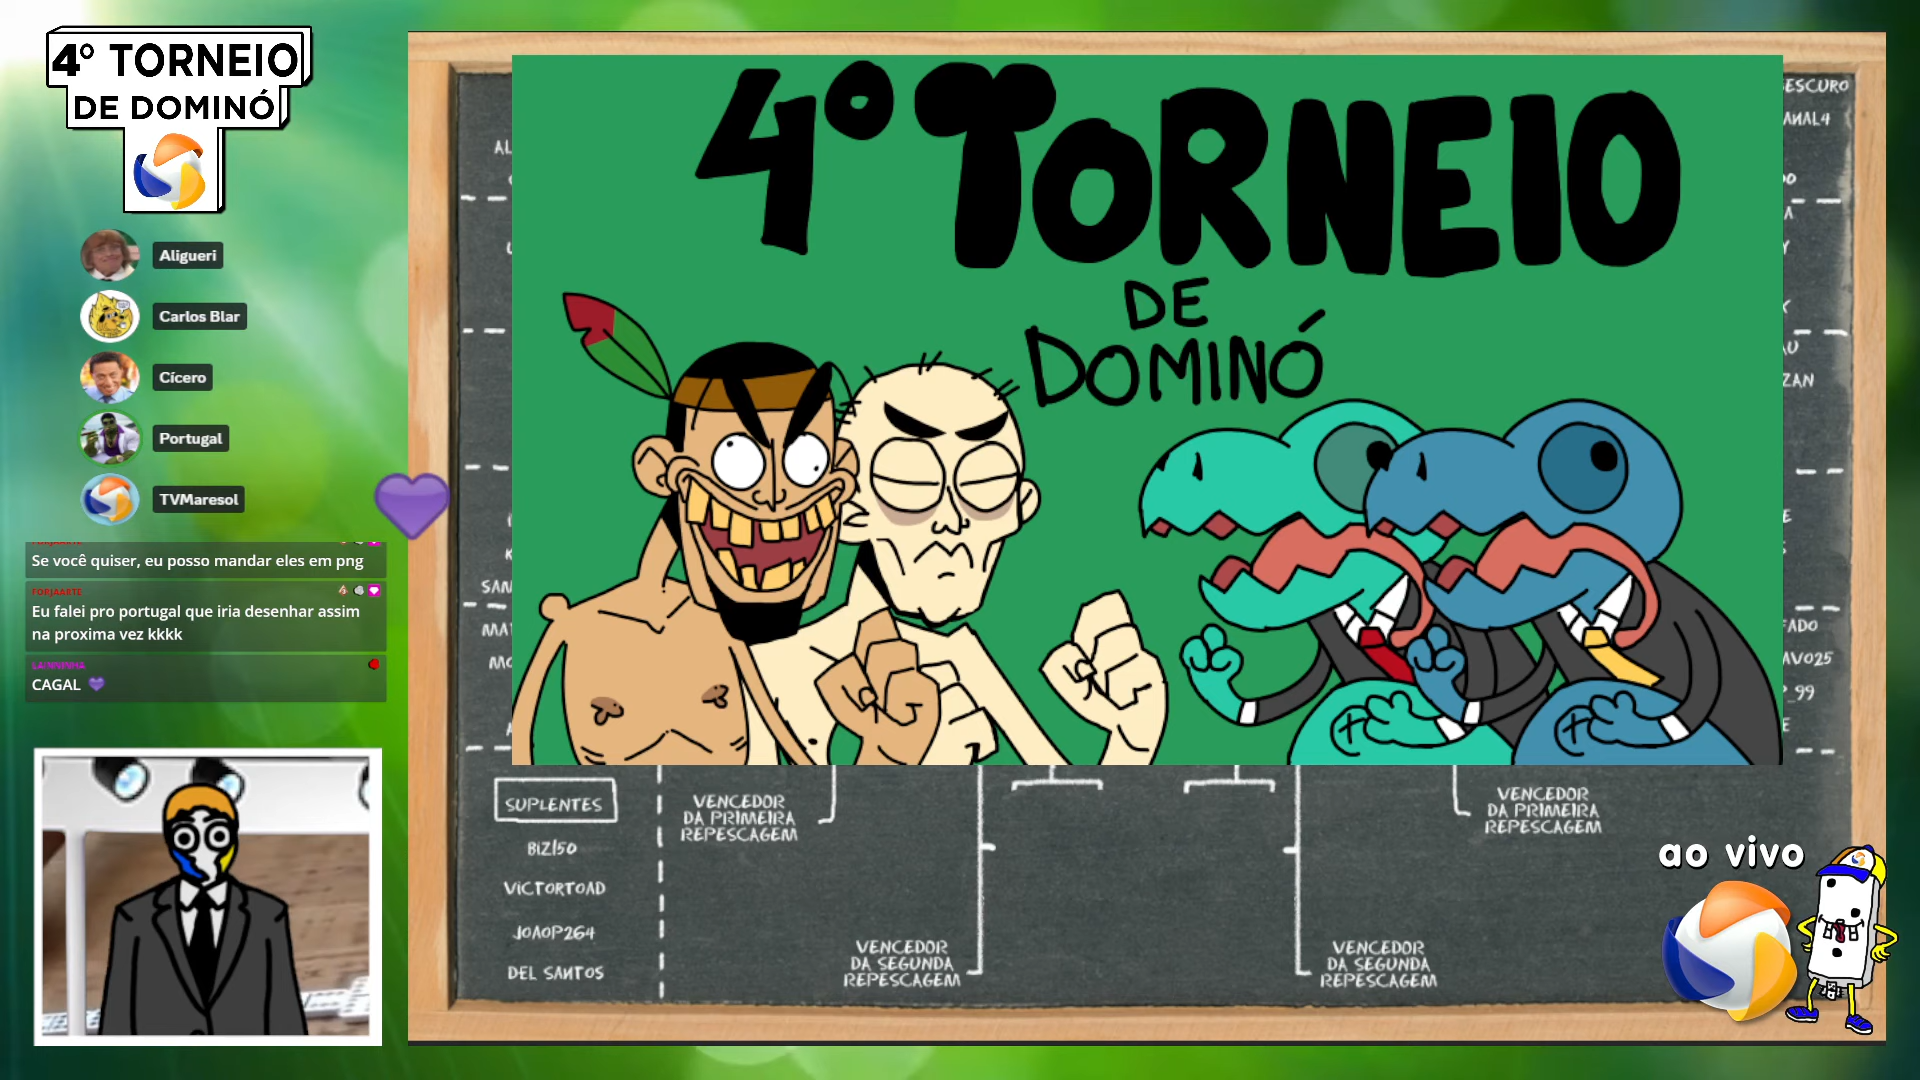 4º TORNEIO
DE DOMINÓ
Aligueri
Carlos Blar
Cícero
Portugal
TVMaresol
Se você quiser, eu posso mandar eles em png
FORJAARTE
Eu falei pro portugal que iria desenhar assim
na proxima vez kkkk
CAGAL
4º TORNEIO
DE
DOMINÓ
SUPLENTES
BIZ150
VICTORTOAD
JOAOP264
DEL SANTOS
VENCEDOR
DA PRIMEIRA
REPESCAGEM
VENCEDOR
DA SEGUNDA
REPESCAGEM
VENCEDOR
DA PRIMEIRA
REPESCAGEM
VENCEDOR
DA SEGUNDA
REPESCAGEM
ao vivo